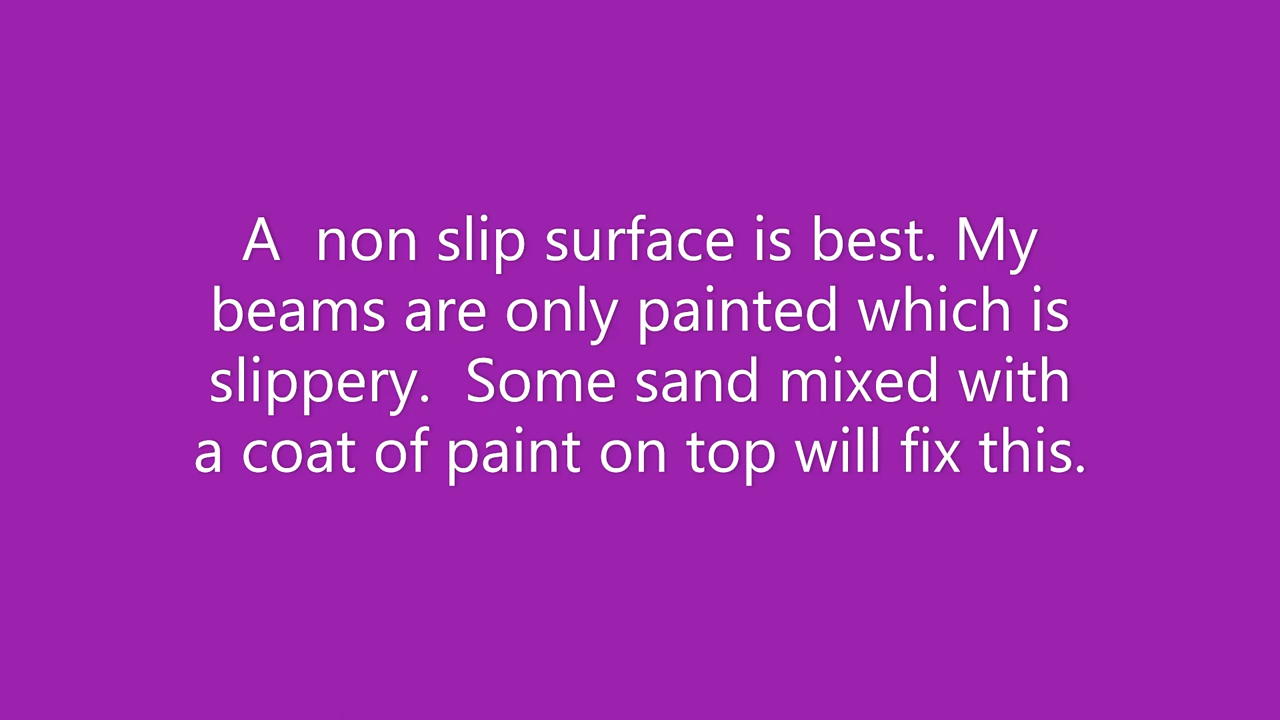 A  non slip surface is best. My
beams are only painted which is
slippery.  Some sand mixed with
a coat of paint on top will fix this.